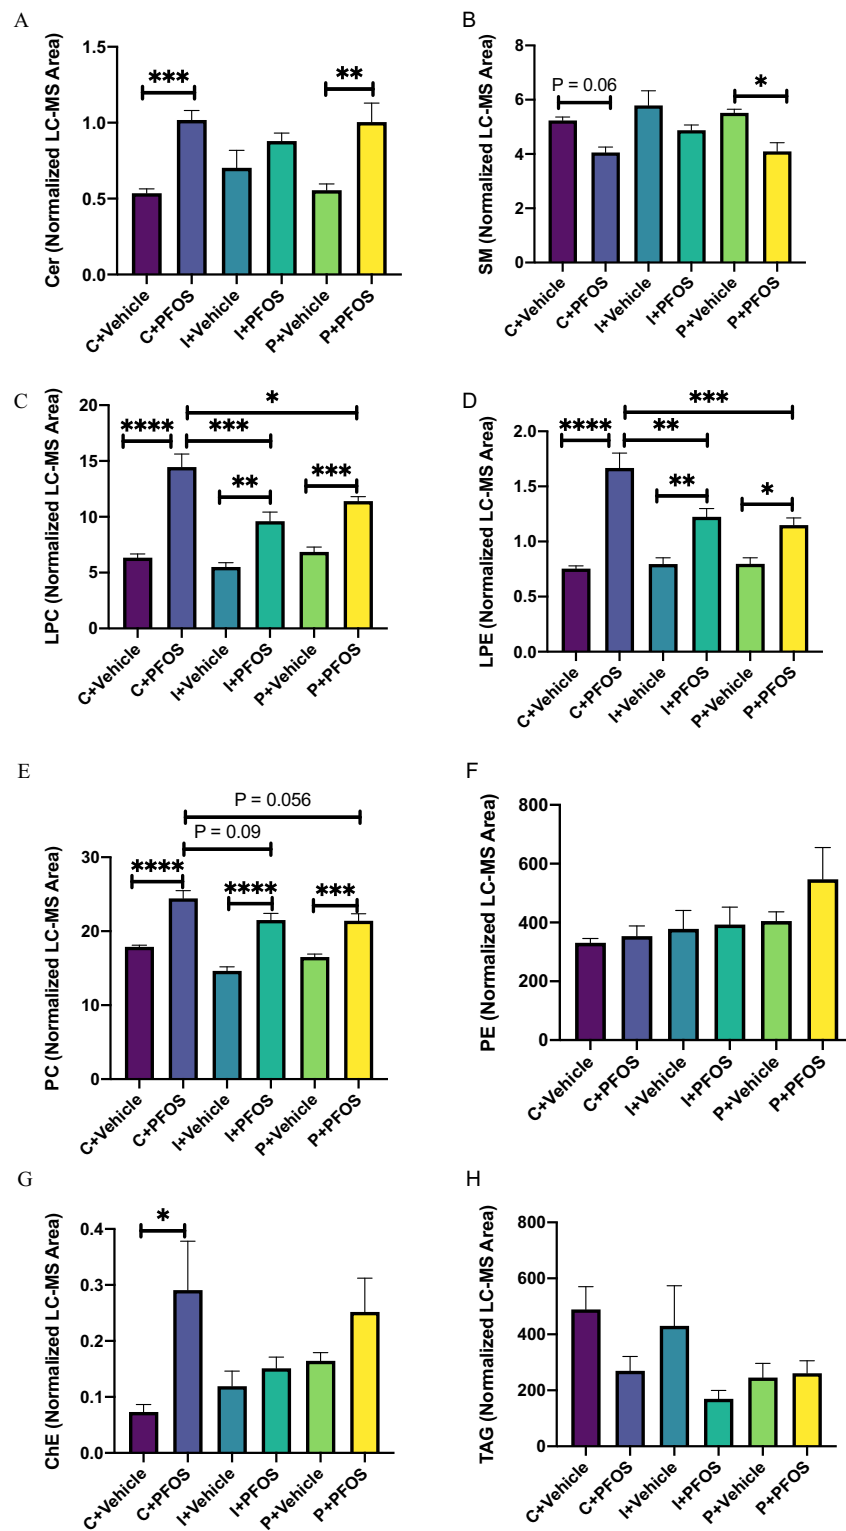 A
Cer (Normalized LC-MS Area)
1.5
1.0
0.5
0.0
***
**
C+Vehicle
C+PFOS
I+Vehicle
I+PFOS
P+Vehicle
P+PFOS
B
SM (Normalized LC-MS Area)
8
6
4
2
0
P = 0.06
*
C+Vehicle
C+PFOS
I+Vehicle
I+PFOS
P+Vehicle
P+PFOS
C
LPC (Normalized LC-MS Area)
20
15
10
5
0
*
****
***
**
***
C+Vehicle
C+PFOS
I+Vehicle
I+PFOS
P+Vehicle
P+PFOS
D
LPE (Normalized LC-MS Area)
2.0
1.5
1.0
0.5
0.0
***
****
**
**
*
C+Vehicle
C+PFOS
I+Vehicle
I+PFOS
P+Vehicle
P+PFOS
E
PC (Normalized LC-MS Area)
30
20
10
0
P = 0.056
P = 0.09
****
****
***
C+Vehicle
C+PFOS
I+Vehicle
I+PFOS
P+Vehicle
P+PFOS
F
PE (Normalized LC-MS Area)
800
600
400
200
0
C+Vehicle
C+PFOS
I+Vehicle
I+PFOS
P+Vehicle
P+PFOS
G
ChE (Normalized LC-MS Area)
0.4
0.3
0.2
0.1
0.0
*
C+Vehicle
C+PFOS
I+Vehicle
I+PFOS
P+Vehicle
P+PFOS
H
TAG (Normalized LC-MS Area)
800
600
400
200
0
C+Vehicle
C+PFOS
I+Vehicle
I+PFOS
P+Vehicle
P+PFOS